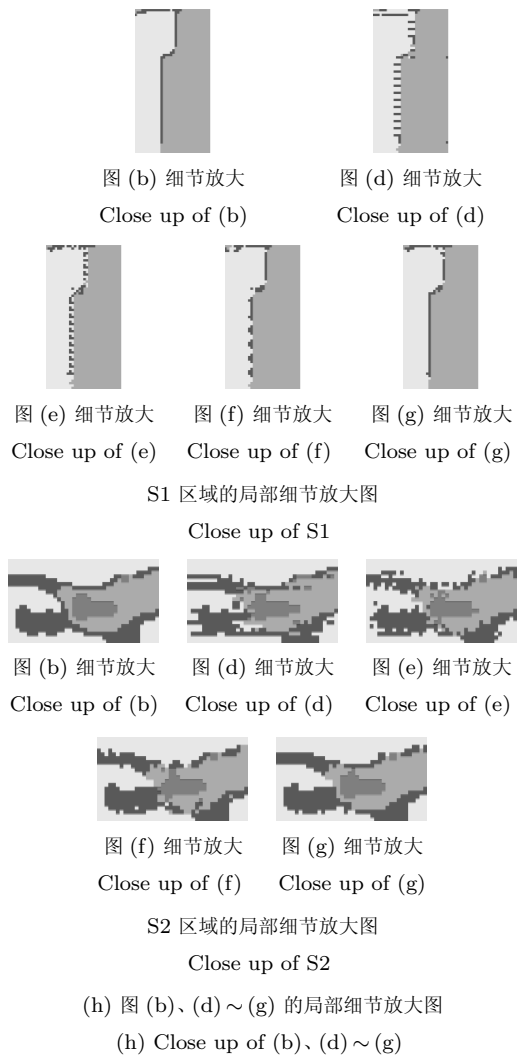 图 (b) 细节放大 图 (d) 细节放大
Close up of (b) Close up of (d)
图 (e) 细节放大 图 (f) 细节放大 图 (g) 细节放大
Close up of (e) Close up of (f) Close up of (g)
S1 区域的局部细节放大图
Close up of S1
图 (b) 细节放大 图 (d) 细节放大 图 (e) 细节放大
Close up of (b) Close up of (d) Close up of (e)
图 (f) 细节放大 图 (g) 细节放大
Close up of (f) Close up of (g)
S2 区域的局部细节放大图
Close up of S2
(h) 图 (b)、(d) ~ (g) 的局部细节放大图
(h) Close up of (b)、(d) ~ (g)